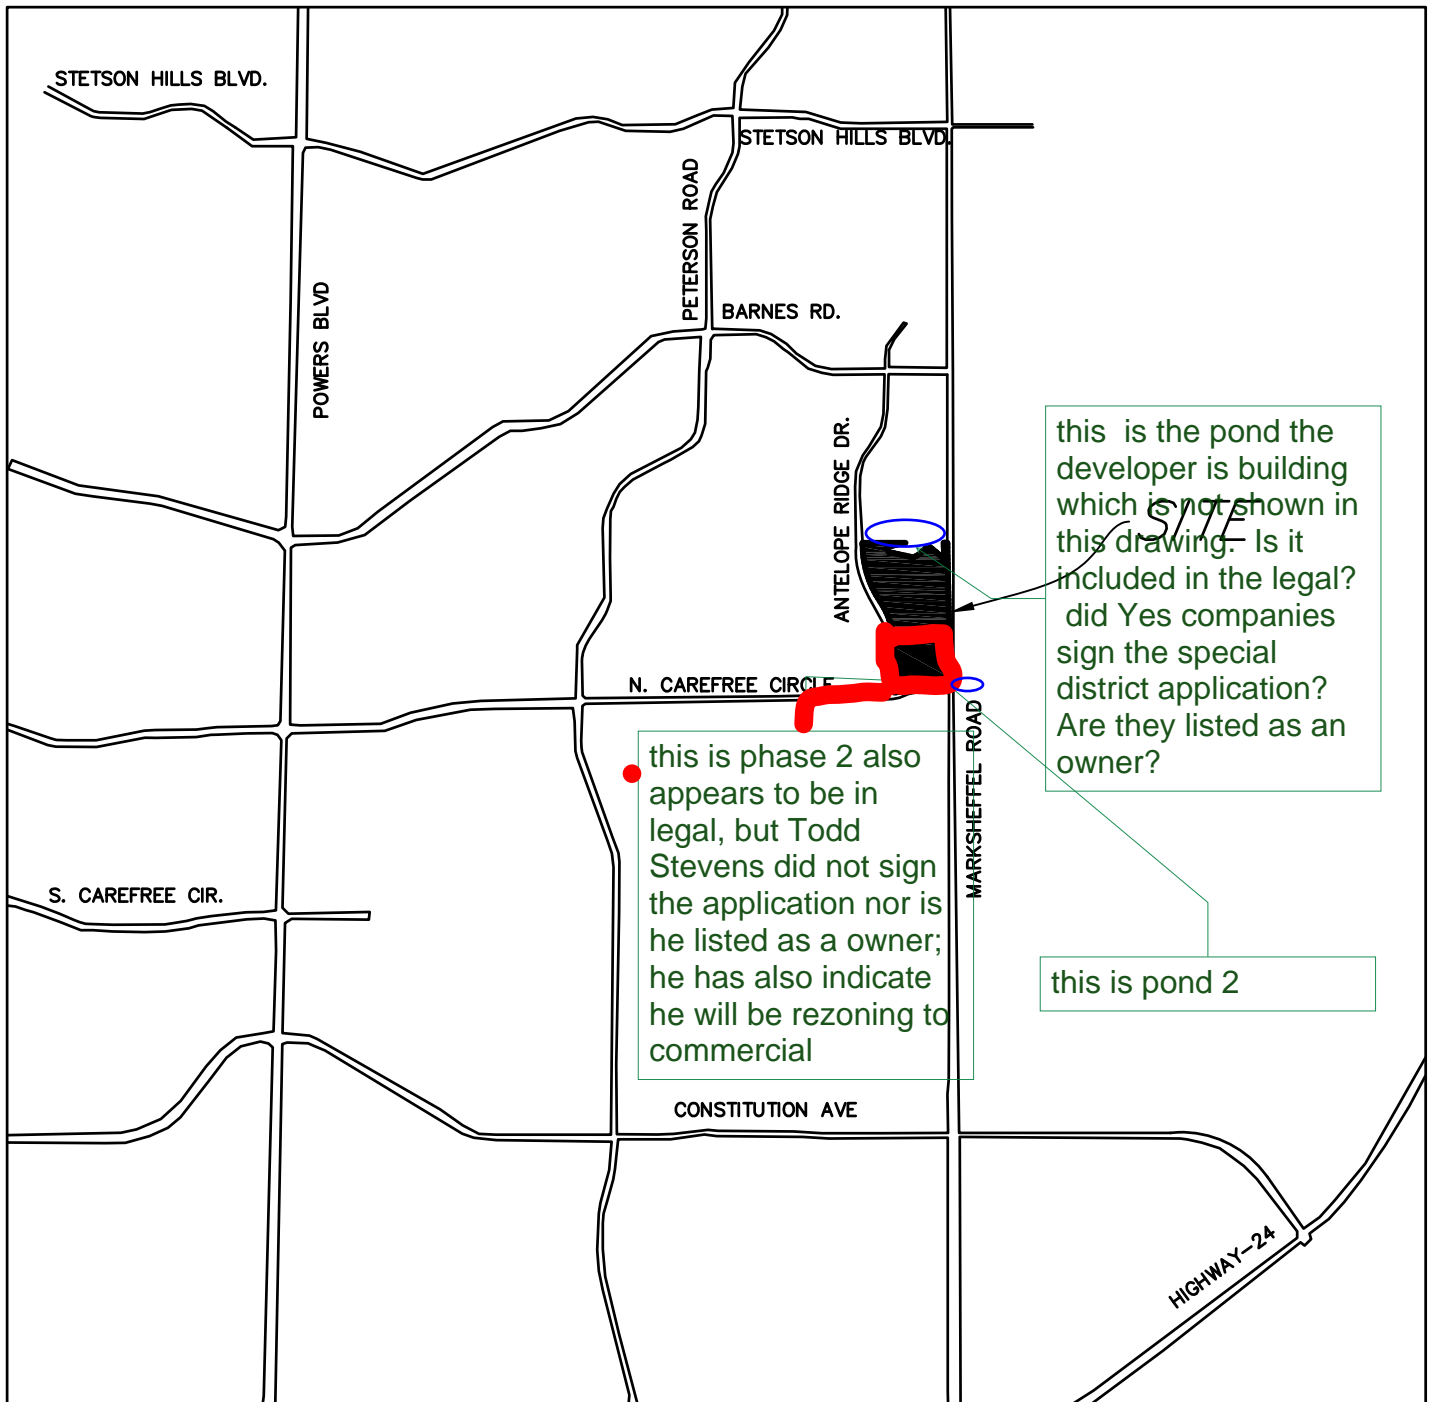 STETSON HILLS BLVD.
STETSON HILLS BLVD.
PETERSON ROAD
POWERS BLVD
BARNES RD.
ANTELOPE RIDGE DR.
this is the pond the
developer is building
which is not shown in
this drawing. Is it
included in the legal?
did Yes companies
sign the special
district application?
Are they listed as an
owner?
SITE
N. CAREFREE CIRCLE
MARKSHEFFEL ROAD
this is phase 2 also
appears to be in
legal, but Todd
Stevens did not sign
the application nor is
he listed as a owner;
he has also indicate
he will be rezoning to
commercial
S. CAREFREE CIR.
this is pond 2
CONSTITUTION AVE
HIGHWAY-24